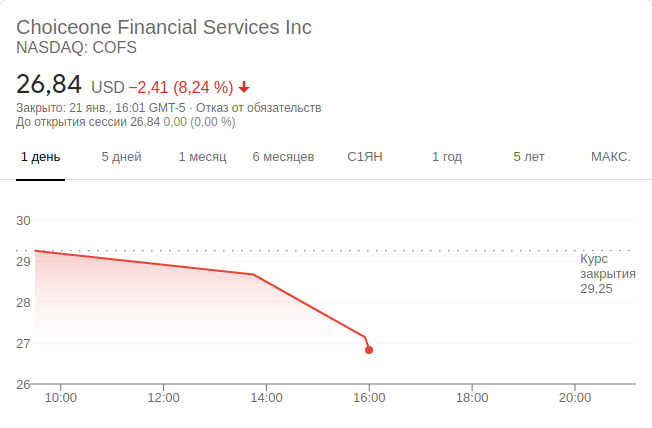 Choiceone Financial Services Inc
NASDAQ: COFS
26,84 USD −2,41 (8,24 %)
Закрыто: 21 янв., 16:01 GMT-5 · Отказ от обязательств
До открытия сессии 26,84 0,00 (0,00 %)
1 день 5 дней 1 месяц 6 месяцев С1ЯН 1 год 5 лет МАКС.
30
29
28
27
26
Курс
закрытия
29,25
10:00 12:00 14:00 16:00 18:00 20:00